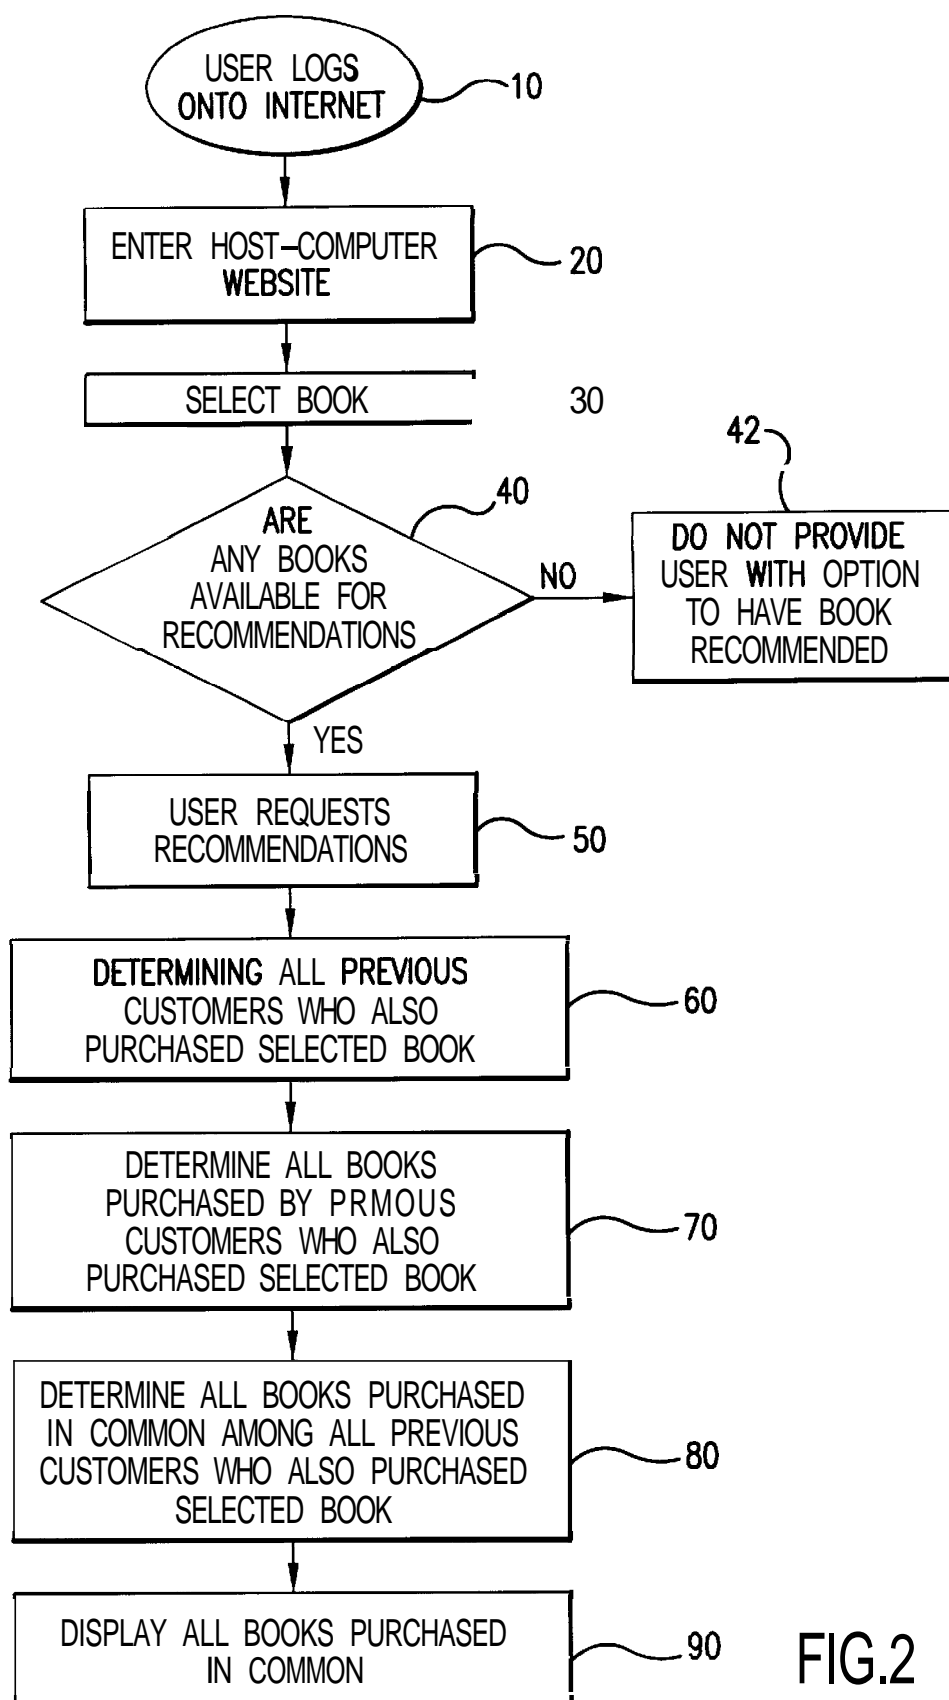 USER LOGS
ONTO INTERNET
10
ENTER HOST-COMPUTER
WEBSITE
20
SELECT BOOK
30
42
40
ARE
ANY BOOKS
AVAILABLE FOR
RECOMMENDATIONS
NO
DO NOT PROVIDE
USER WITH OPTION
TO HAVE BOOK
RECOMMENDED
YES
USER REQUESTS
RECOMMENDATIONS
50
DETERMINING ALL PREVIOUS
CUSTOMERS WHO ALSO
PURCHASED SELECTED BOOK
60
DETERMINE ALL BOOKS
PURCHASED BY PRMOUS
CUSTOMERS WHO ALSO
PURCHASED SELECTED BOOK
70
DETERMINE ALL BOOKS PURCHASED
IN COMMON AMONG ALL PREVIOUS
CUSTOMERS WHO ALSO PURCHASED
SELECTED BOOK
80
DISPLAY ALL BOOKS PURCHASED
IN COMMON
90
FIG.2